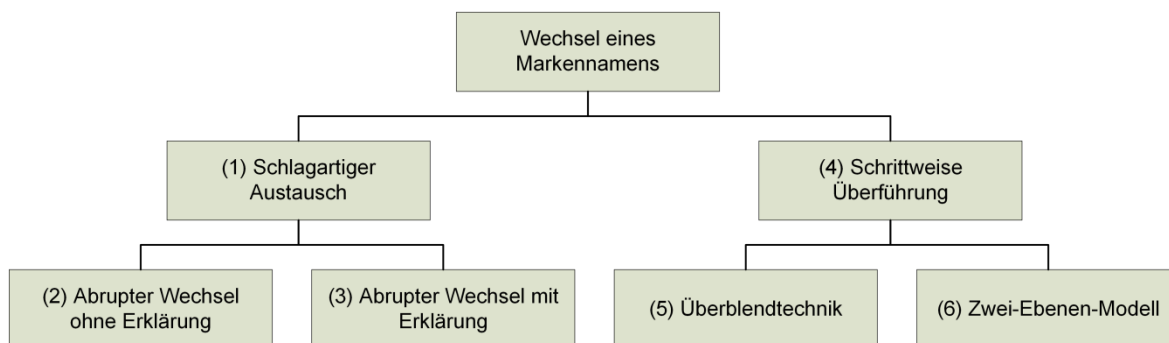 Wechsel eines
Markennamens
(1) Schlagartiger
Austausch
(4) Schrittweise
Überführung
(2) Abrupter Wechsel
ohne Erklärung
(3) Abrupter Wechsel mit
Erklärung
(5) Überblendtechnik
(6) Zwei-Ebenen-Modell